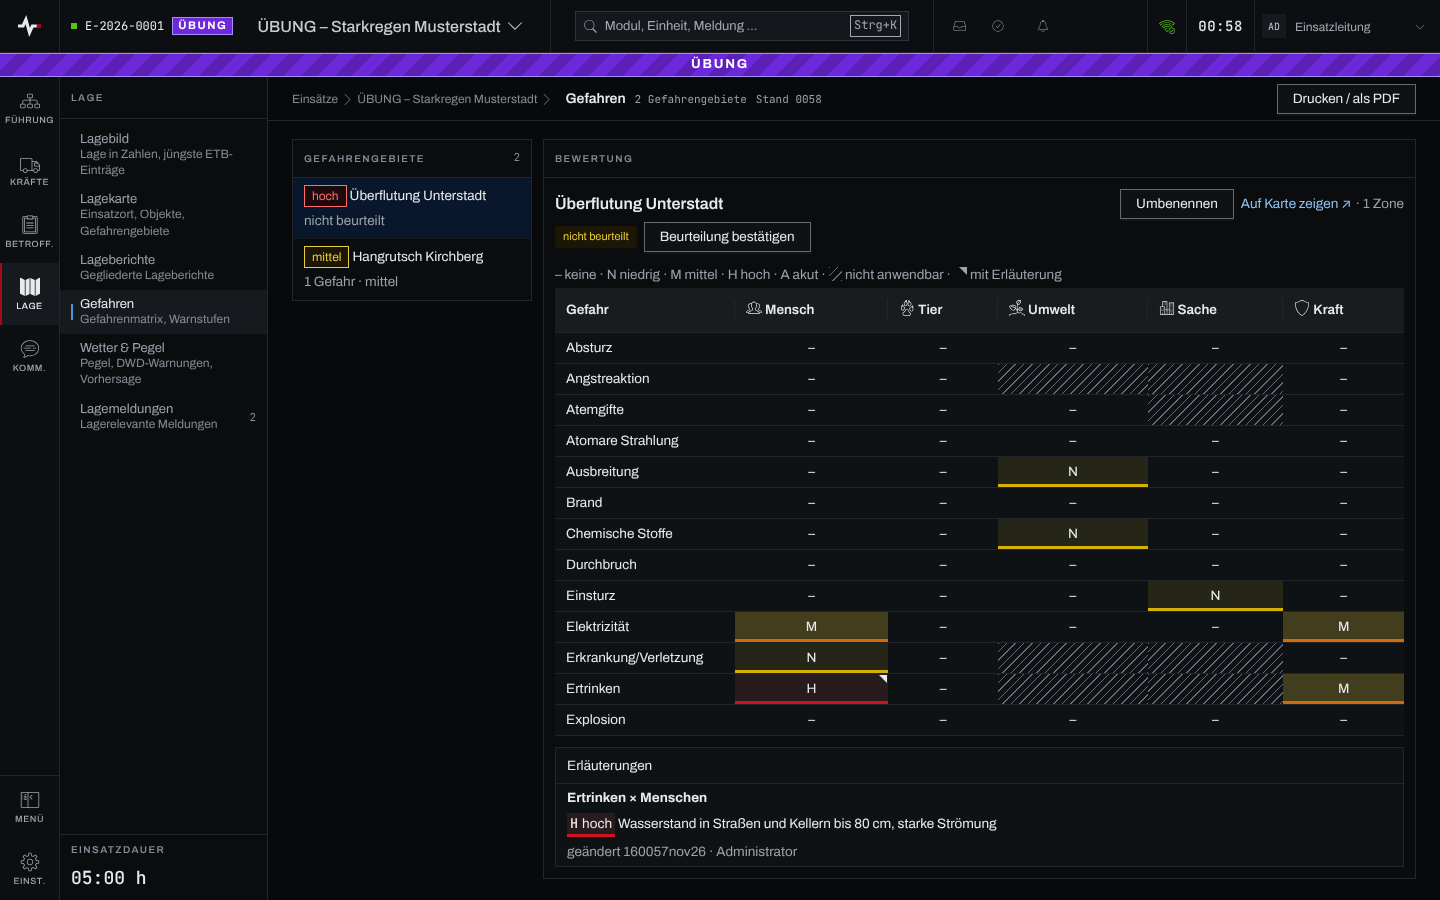 E-2026-0001 ÜBUNG ÜBUNG – Starkregen Musterstadt Modul, Einheit, Meldung ... Strg+K 00:58 AD Einsatzleitung
ÜBUNG
FÜHRUNG
KRÄFTE
BETROFF.
LAGE
KOMM.
MENÜ
EINST.
LAGE
Lagebild
Lage in Zahlen, jüngste ETB-
Einträge
Lagekarte
Einsatzort, Objekte,
Gefahrengebiete
Lageberichte
Gegliederte Lageberichte
Gefahren
Gefahrenmatrix, Warnstufen
Wetter & Pegel
Pegel, DWD-Warnungen,
Vorhersage
Lagemeldungen 2
Lagerelevante Meldungen
EINSATZDAUER
05:00 h
Einsätze ÜBUNG – Starkregen Musterstadt Gefahren 2 Gefahrengebiete Stand 0058 Drucken / als PDF
GEFAHRENGEBIETE 2
hoch Überflutung Unterstadt
nicht beurteilt
mittel Hangrutsch Kirchberg
1 Gefahr · mittel
BEWERTUNG
Überflutung Unterstadt Umbenennen Auf Karte zeigen ↗ · 1 Zone
nicht beurteilt Beurteilung bestätigen
– keine · N niedrig · M mittel · H hoch · A akut · nicht anwendbar · mit Erläuterung
Gefahr Mensch Tier Umwelt Sache Kraft
Absturz – – – – –
Angstreaktion – – –
Atemgifte – – – –
Atomare Strahlung – – – – –
Ausbreitung – – N – –
Brand – – – – –
Chemische Stoffe – – N – –
Durchbruch – – – – –
Einsturz – – – N –
Elektrizität M – – – M
Erkrankung/Verletzung N – –
Ertrinken H – M
Explosion – – – – –
Erläuterungen
Ertrinken × Menschen
H hoch Wasserstand in Straßen und Kellern bis 80 cm, starke Strömung
geändert 160057nov26 · Administrator